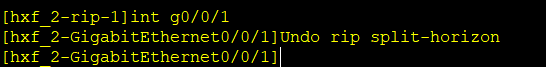 [hxf_2-rip-1]int g0/0/1
[hxf_2-GigabitEthernet0/0/1]Undo rip split-horizon
[hxf_2-GigabitEthernet0/0/1]